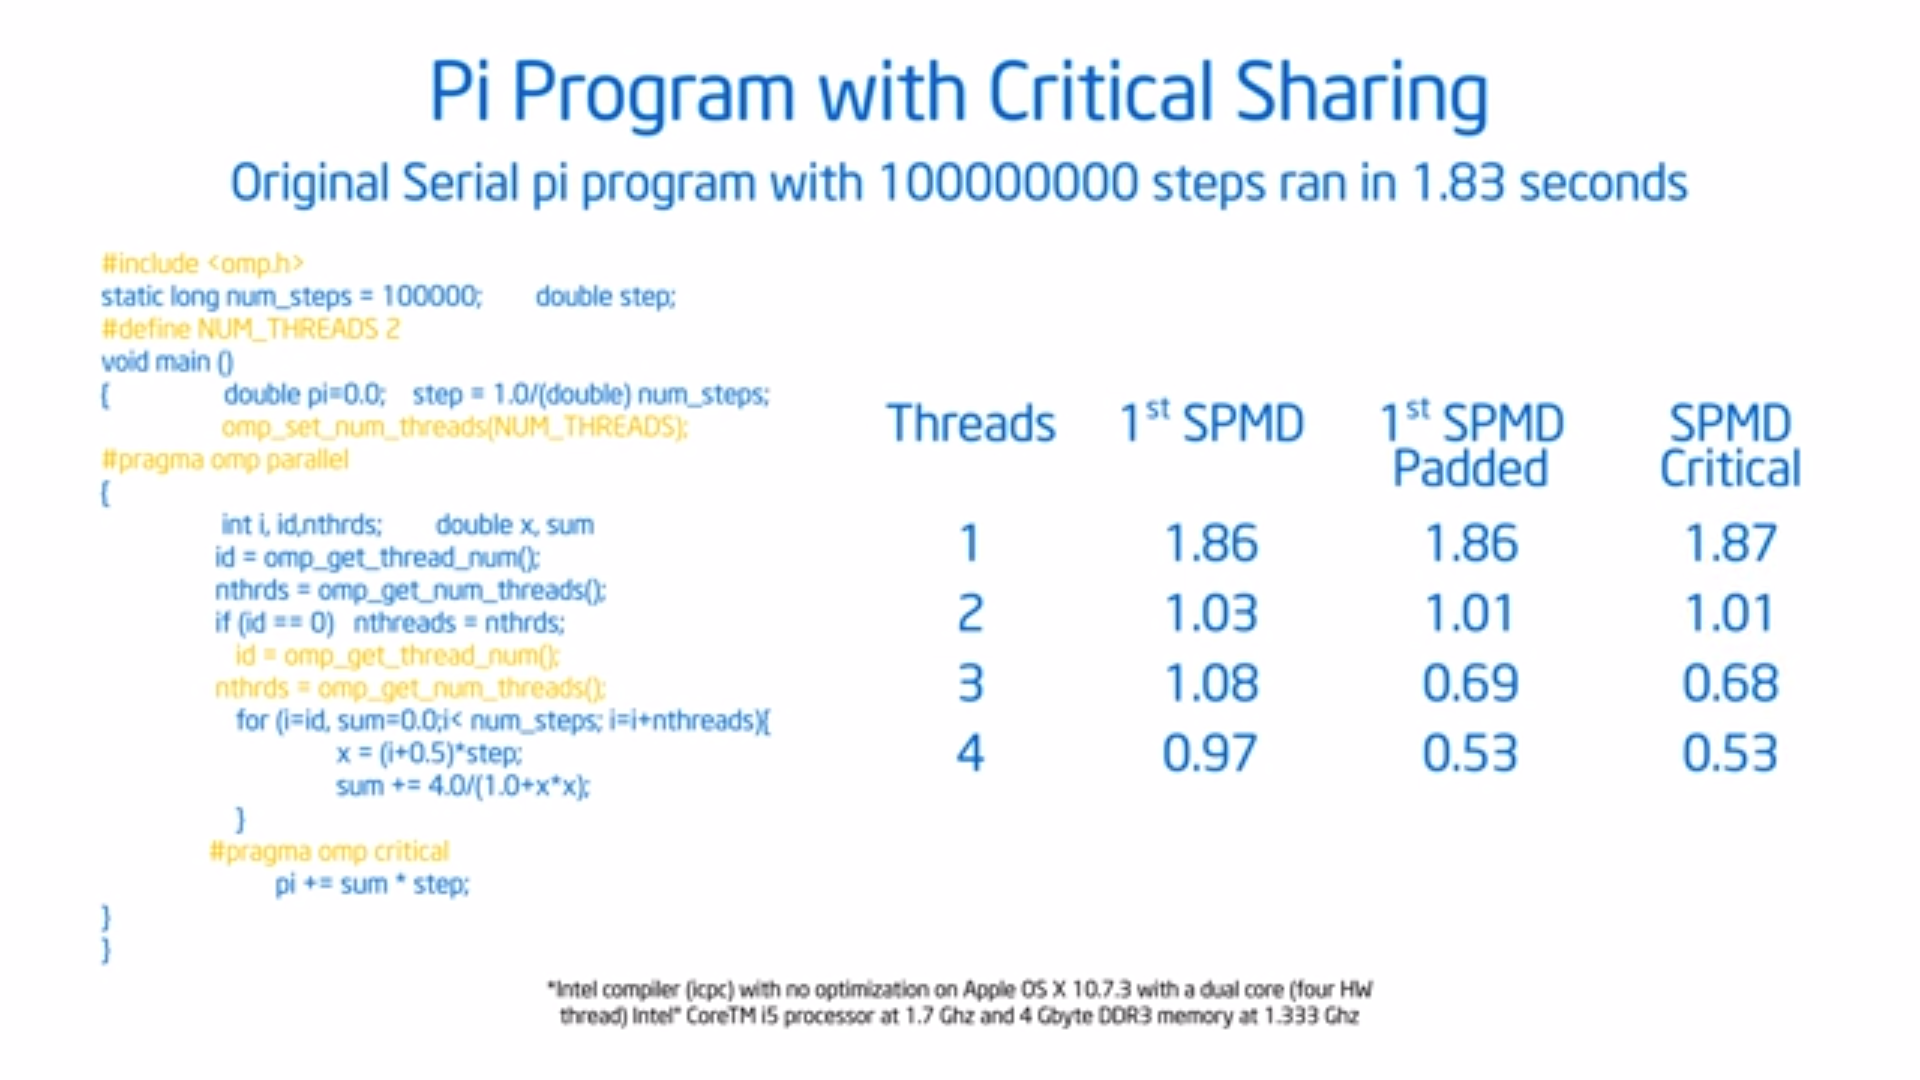 Pi Program with Critical Sharing
Original Serial pi program with 100000000 steps ran in 1.83 seconds
#include <omp.h>
static long num_steps = 100000; double step;
#define NUM_THREADS 2
void main ()
{ double pi=0.0; step = 1.0/(double) num_steps;
omp_set_num_threads(NUM_THREADS);
#pragma omp parallel
{
int i, id,nthrds; double x, sum
id = omp_get_thread_num();
nthrds = omp_get_num_threads();
if (id == 0) nthreads = nthrds;
id = omp_get_thread_num();
nthrds = omp_get_num_threads();
for (i=id, sum=0.0;i< num_steps; i=i+nthreads){
x = (i+0.5)*step;
sum += 4.0/(1.0+x*x);
}
#pragma omp critical
pi += sum * step;
}
}
Threads 1st SPMD 1st SPMD Padded SPMD Critical
1 1.86 1.86 1.87
2 1.03 1.01 1.01
3 1.08 0.69 0.68
4 0.97 0.53 0.53
*Intel compiler (icpc) with no optimization on Apple OS X 10.7.3 with a dual core (four HW
thread) Intel® CoreTM i5 processor at 1.7 Ghz and 4 Gbyte DDR3 memory at 1.333 Ghz